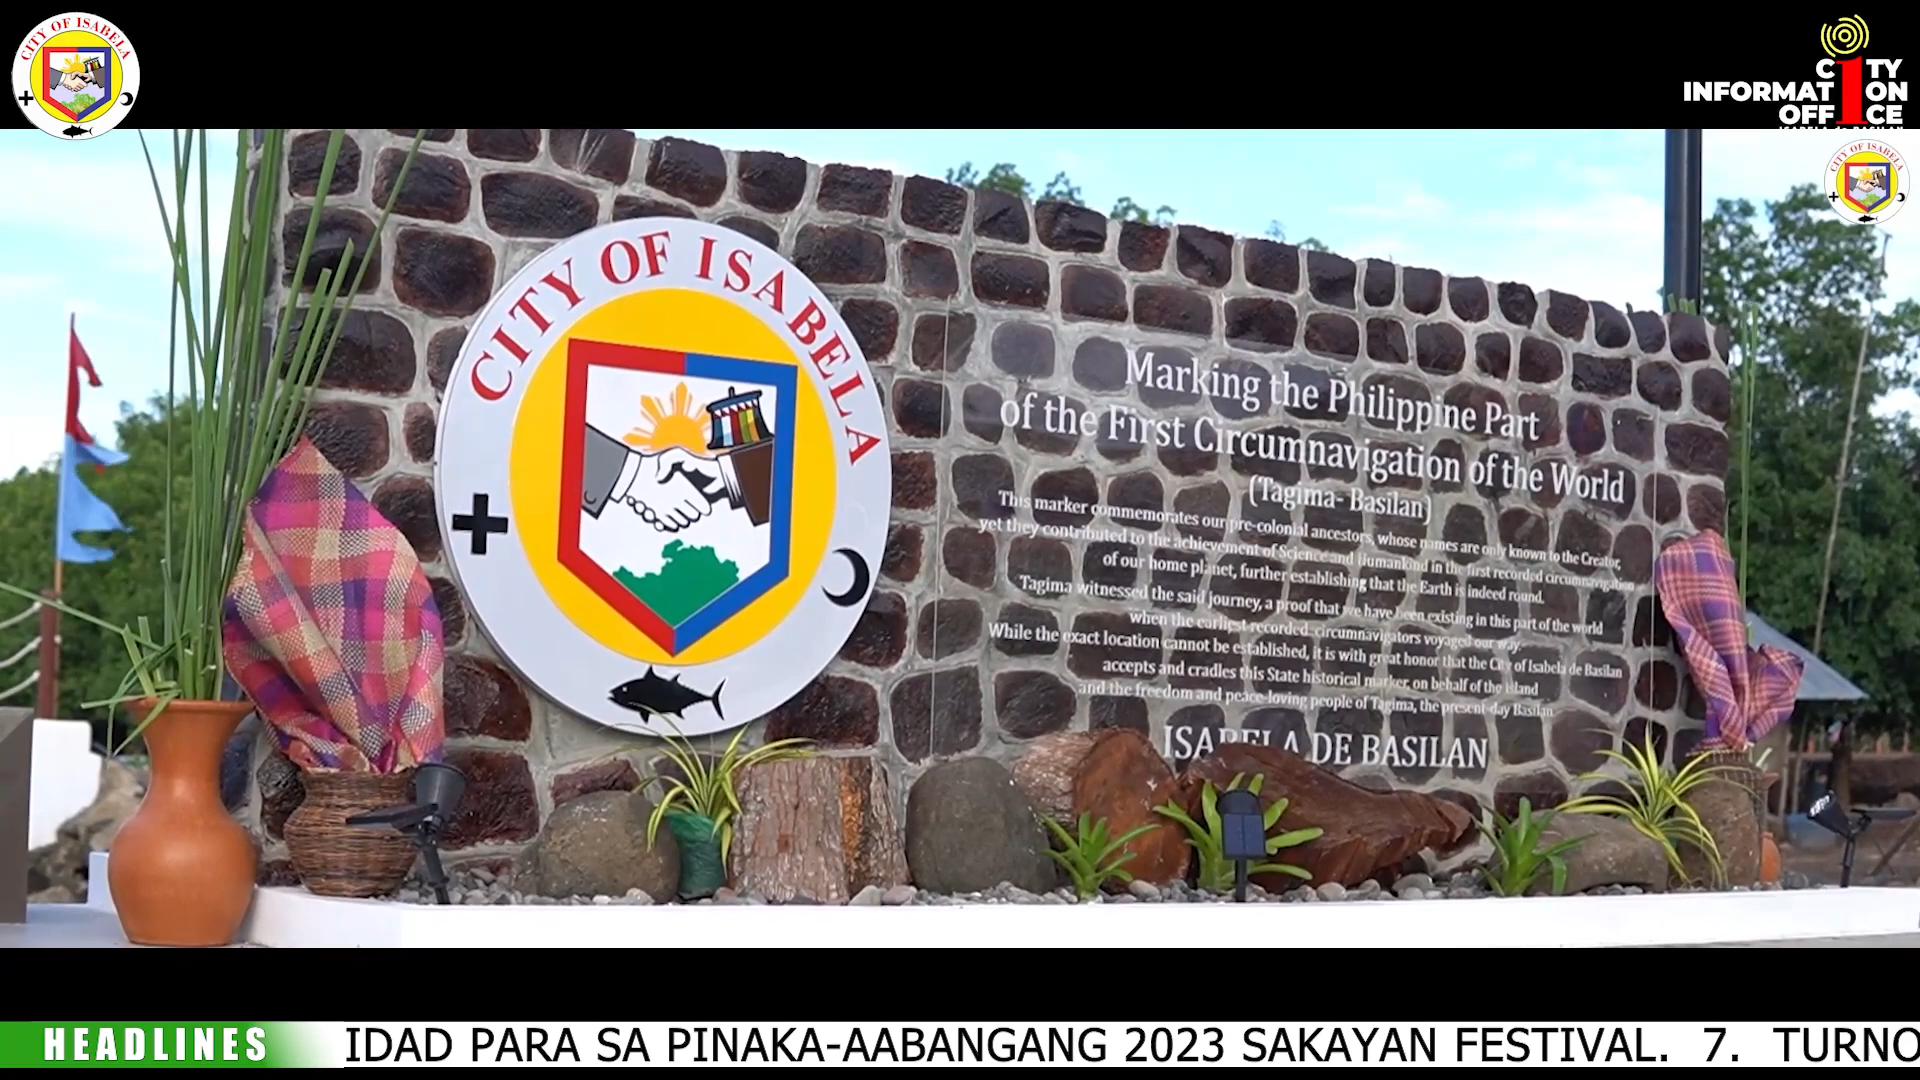 CITY OF ISABELA
CITY
INFORMATION
OFFICE
ISABELA de BASILAN
CITY OF ISABELA
CITY OF ISABELA
Marking the Philippine Part
of the First Circumnavigation of the World
(Tagima- Basilan)
This marker commemorates our pre-colonial ancestors, whose names are only known to the Creator,
yet they contributed to the achievement of Science and Humankind in the first recorded circumnavigation
of our home planet, further establishing that the Earth is indeed round.
Tagima witnessed the said journey, a proof that we have been existing in this part of the world
when the earliest recorded circumnavigators voyaged our way.
While the exact location cannot be established, it is with great honor that the City of Isabela de Basilan
accepts and cradles this State historical marker, on behalf of the island
and the freedom and peace-loving people of Tagima, the present-day Basilan.
ISABELA DE BASILAN
HEADLINES
IDAD PARA SA PINAKA-AABANGANG 2023 SAKAYAN FESTIVAL. 7. TURNO